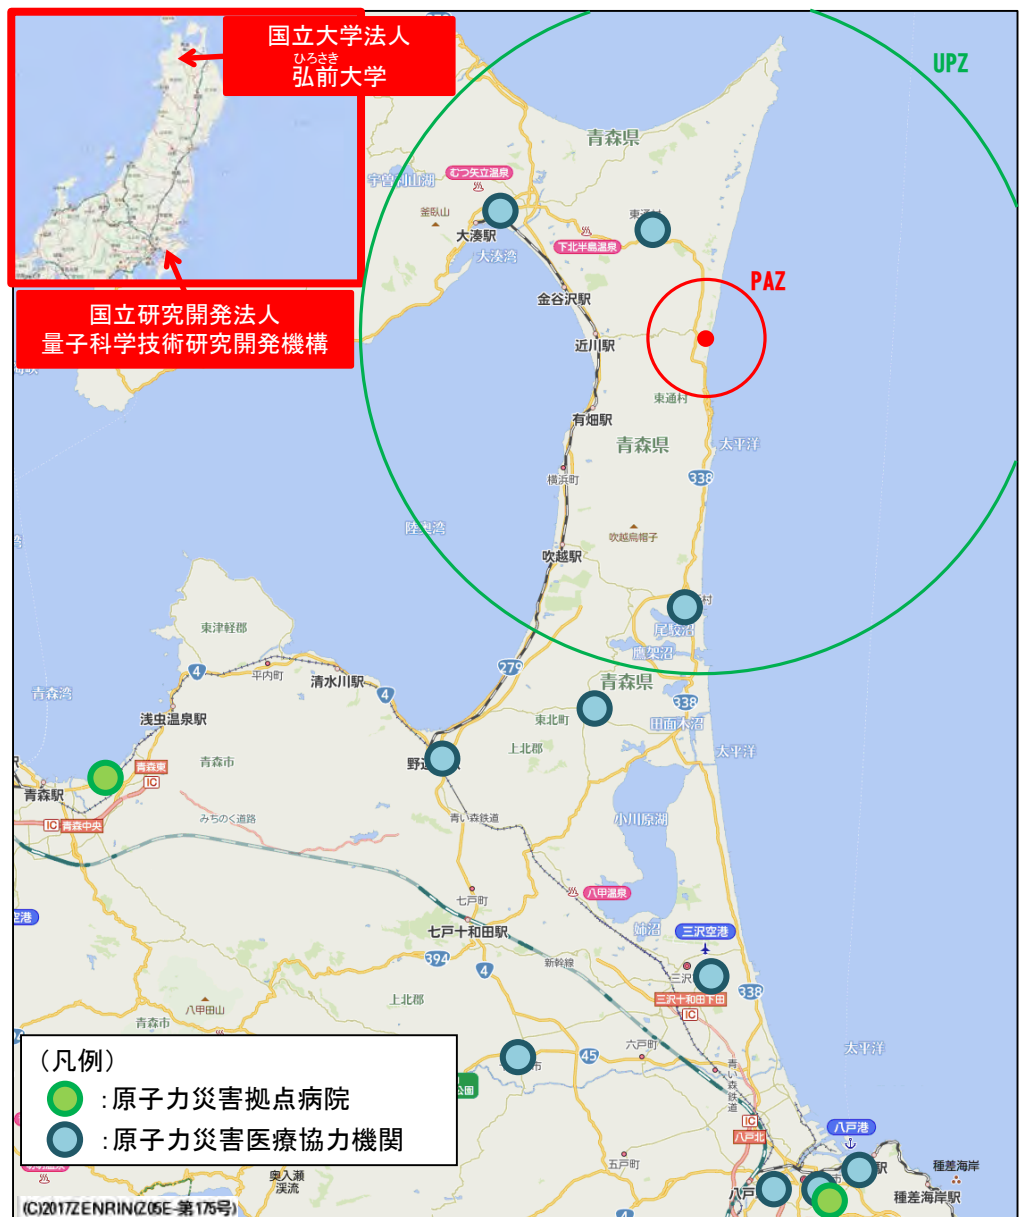 国立大学法人
ひろさき
弘前大学
国立研究開発法人
量子科学技術研究開発機構
UPZ
PAZ
青森県
むつ矢立温泉
宇曽利山湖
釜臥山
大湊駅
大湊湾
下北半島温泉
金谷沢駅
近川駅
東通村
有畑駅
青森県
太平洋
338
横浜町
陸奥湾
吹越烏帽子
吹越駅
村
尾駮沼
鷹架沼
東津軽郡
279
青森県
4
平内町
清水川駅
4
338
青森湾
浅虫温泉駅
東北町
田面木沼
上北郡
太平洋
青森市
青森東
IC
青森駅
IC
青森中央
みちのく道路
青い森鉄道
小川原湖
八甲温泉
七戸町
空港
七戸十和田駅
姉沼
三沢空港
394
4
新幹線
338
三沢十和田下田
IC
上北郡
八甲田山
青森市
45
六戸町
太平洋
青い森鉄道
公園
IC
八戸北
八戸港
五戸町
種差海岸
種差海岸駅
奥入瀬
渓流
4
(凡例)
:原子力災害拠点病院
:原子力災害医療協力機関
(C)2017ZENRIN(Z05E-第175号)